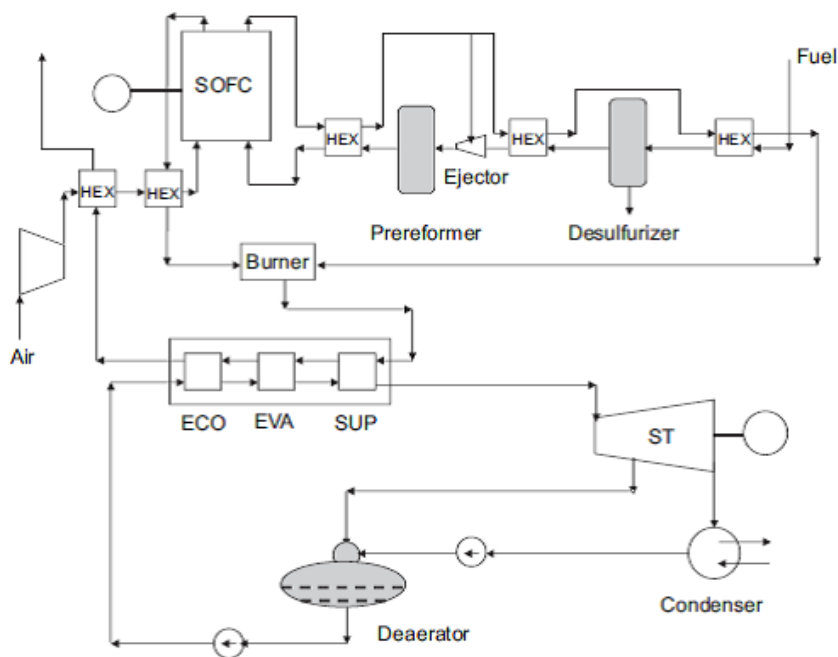 SOFC
Fuel
HEX
HEX
HEX
HEX
HEX
Ejector
Prereformer
Desulfurizer
Burner
Air
ECO
EVA
SUP
ST
Condenser
Deaerator